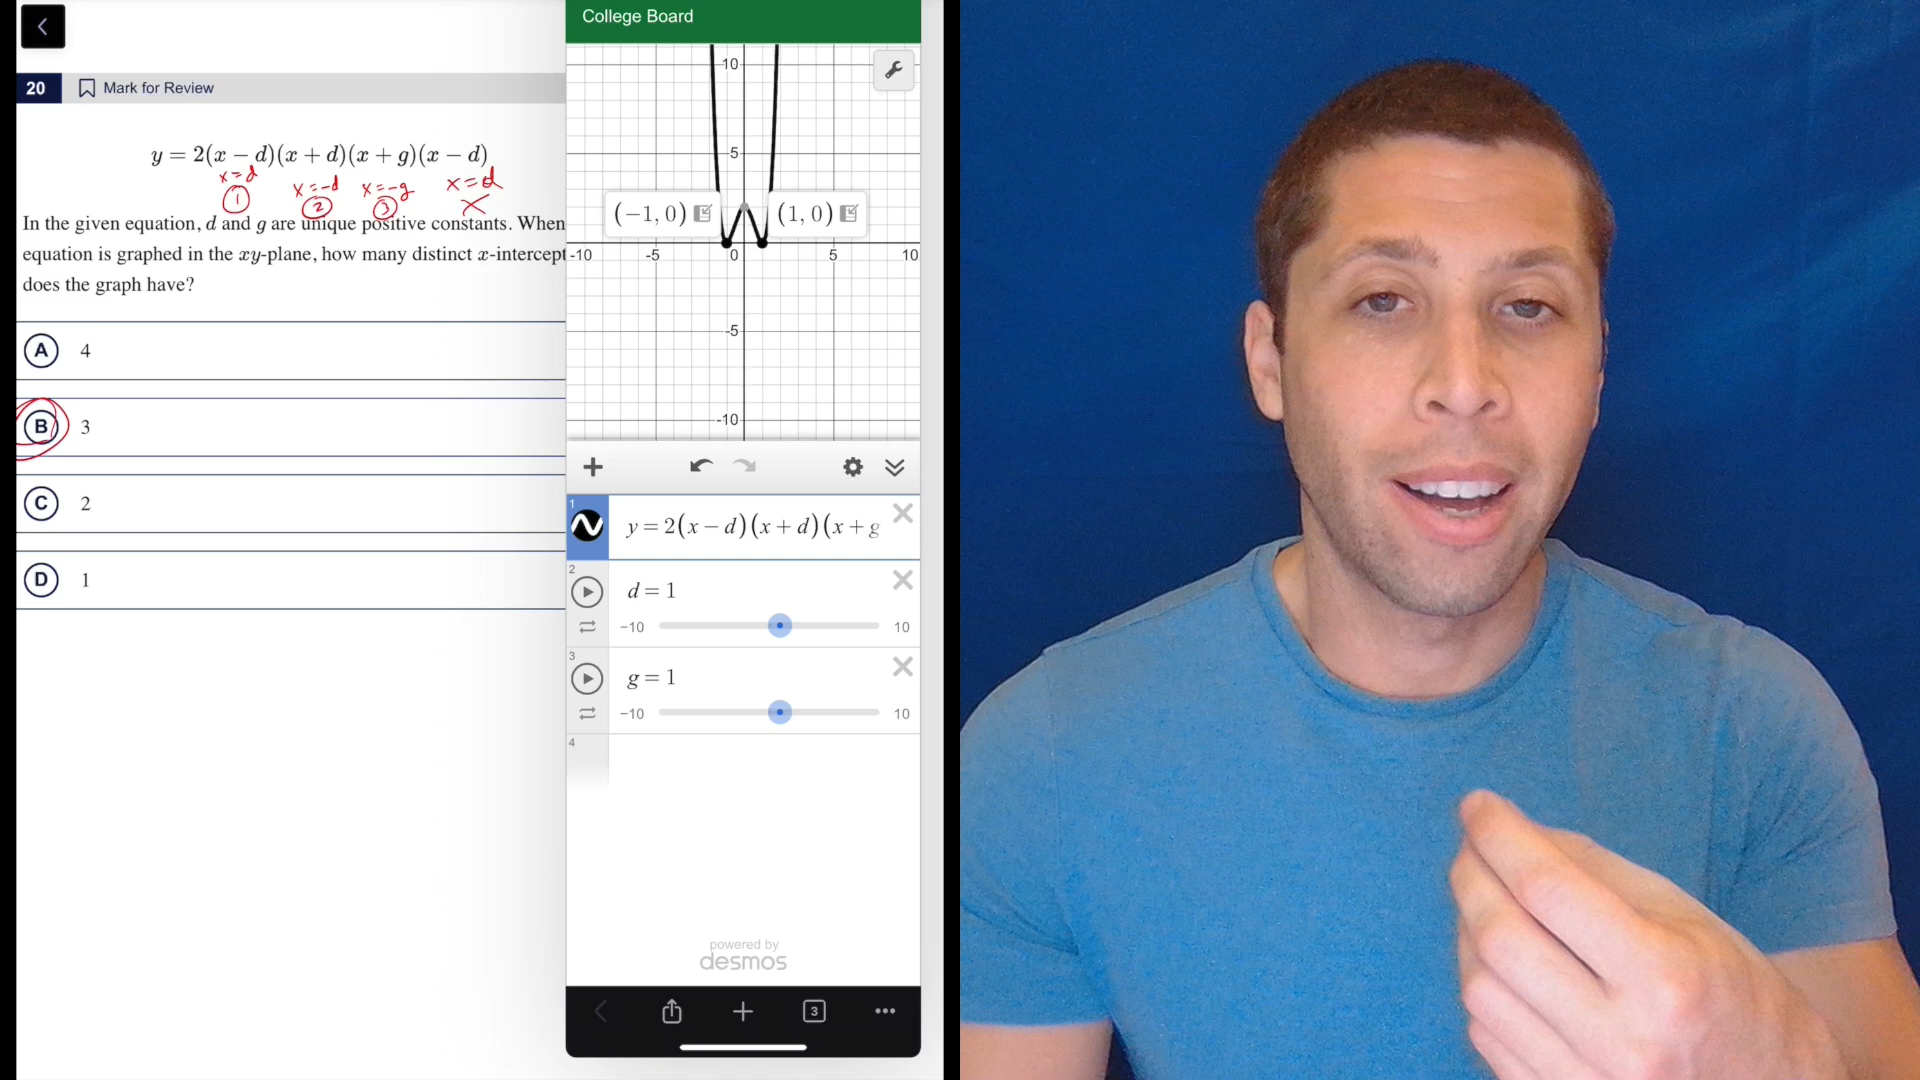 20 Mark for Review
y = 2(x − d)(x + d)(x + g)(x − d)
x = d x = -d x = -g x = d
1 2 3 X
In the given equation, d and g are unique positive constants. When
equation is graphed in the xy-plane, how many distinct x-intercept
does the graph have?
A 4
B 3
C 2
D 1
College Board
10
5
(−1, 0) (1, 0)
-10 -5 0 5 10
-5
-10
1
y = 2(x − d)(x + d)(x + g
2
d = 1
−10 10
3
g = 1
−10 10
4
powered by
desmos
3